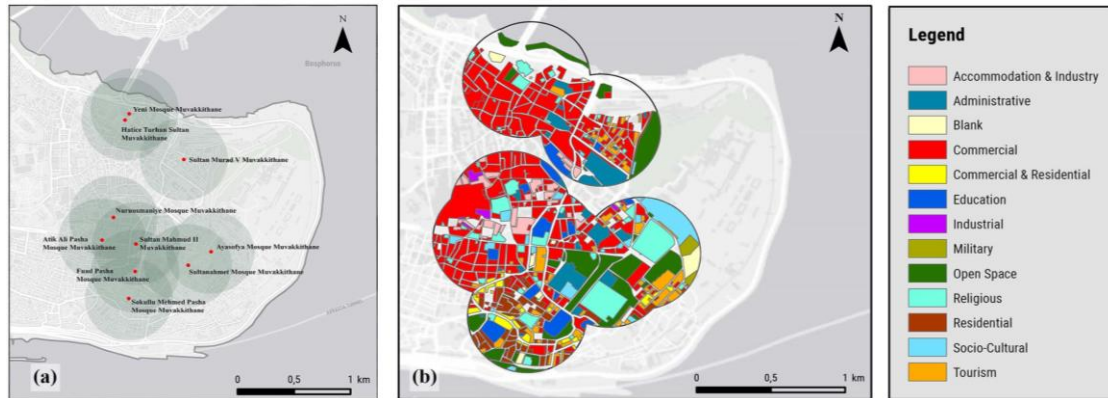 N
Bosphorus
Yeni Mosque Muvakkithane
Hatice Turhan Sultan
Muvakkithane
Sultan Murad V Muvakkithane
Nuruosmaniye Mosque Muvakkithane
Atik Ali Pasha
Mosque Muvakkithane
Sultan Mahmud II
Muvakkithane
Ayasofya Mosque Muvakkithane
Fuad Pasha
Mosque Muvakkithane
Sultanahmet Mosque Muvakkithane
Sokullu Mehmed Pasha
Mosque Muvakkithane
(a)
0 0,5 1 km
N
(b)
0 0,5 1 km
Legend
Accommodation & Industry
Administrative
Blank
Commercial
Commercial & Residential
Education
Industrial
Military
Open Space
Religious
Residential
Socio-Cultural
Tourism